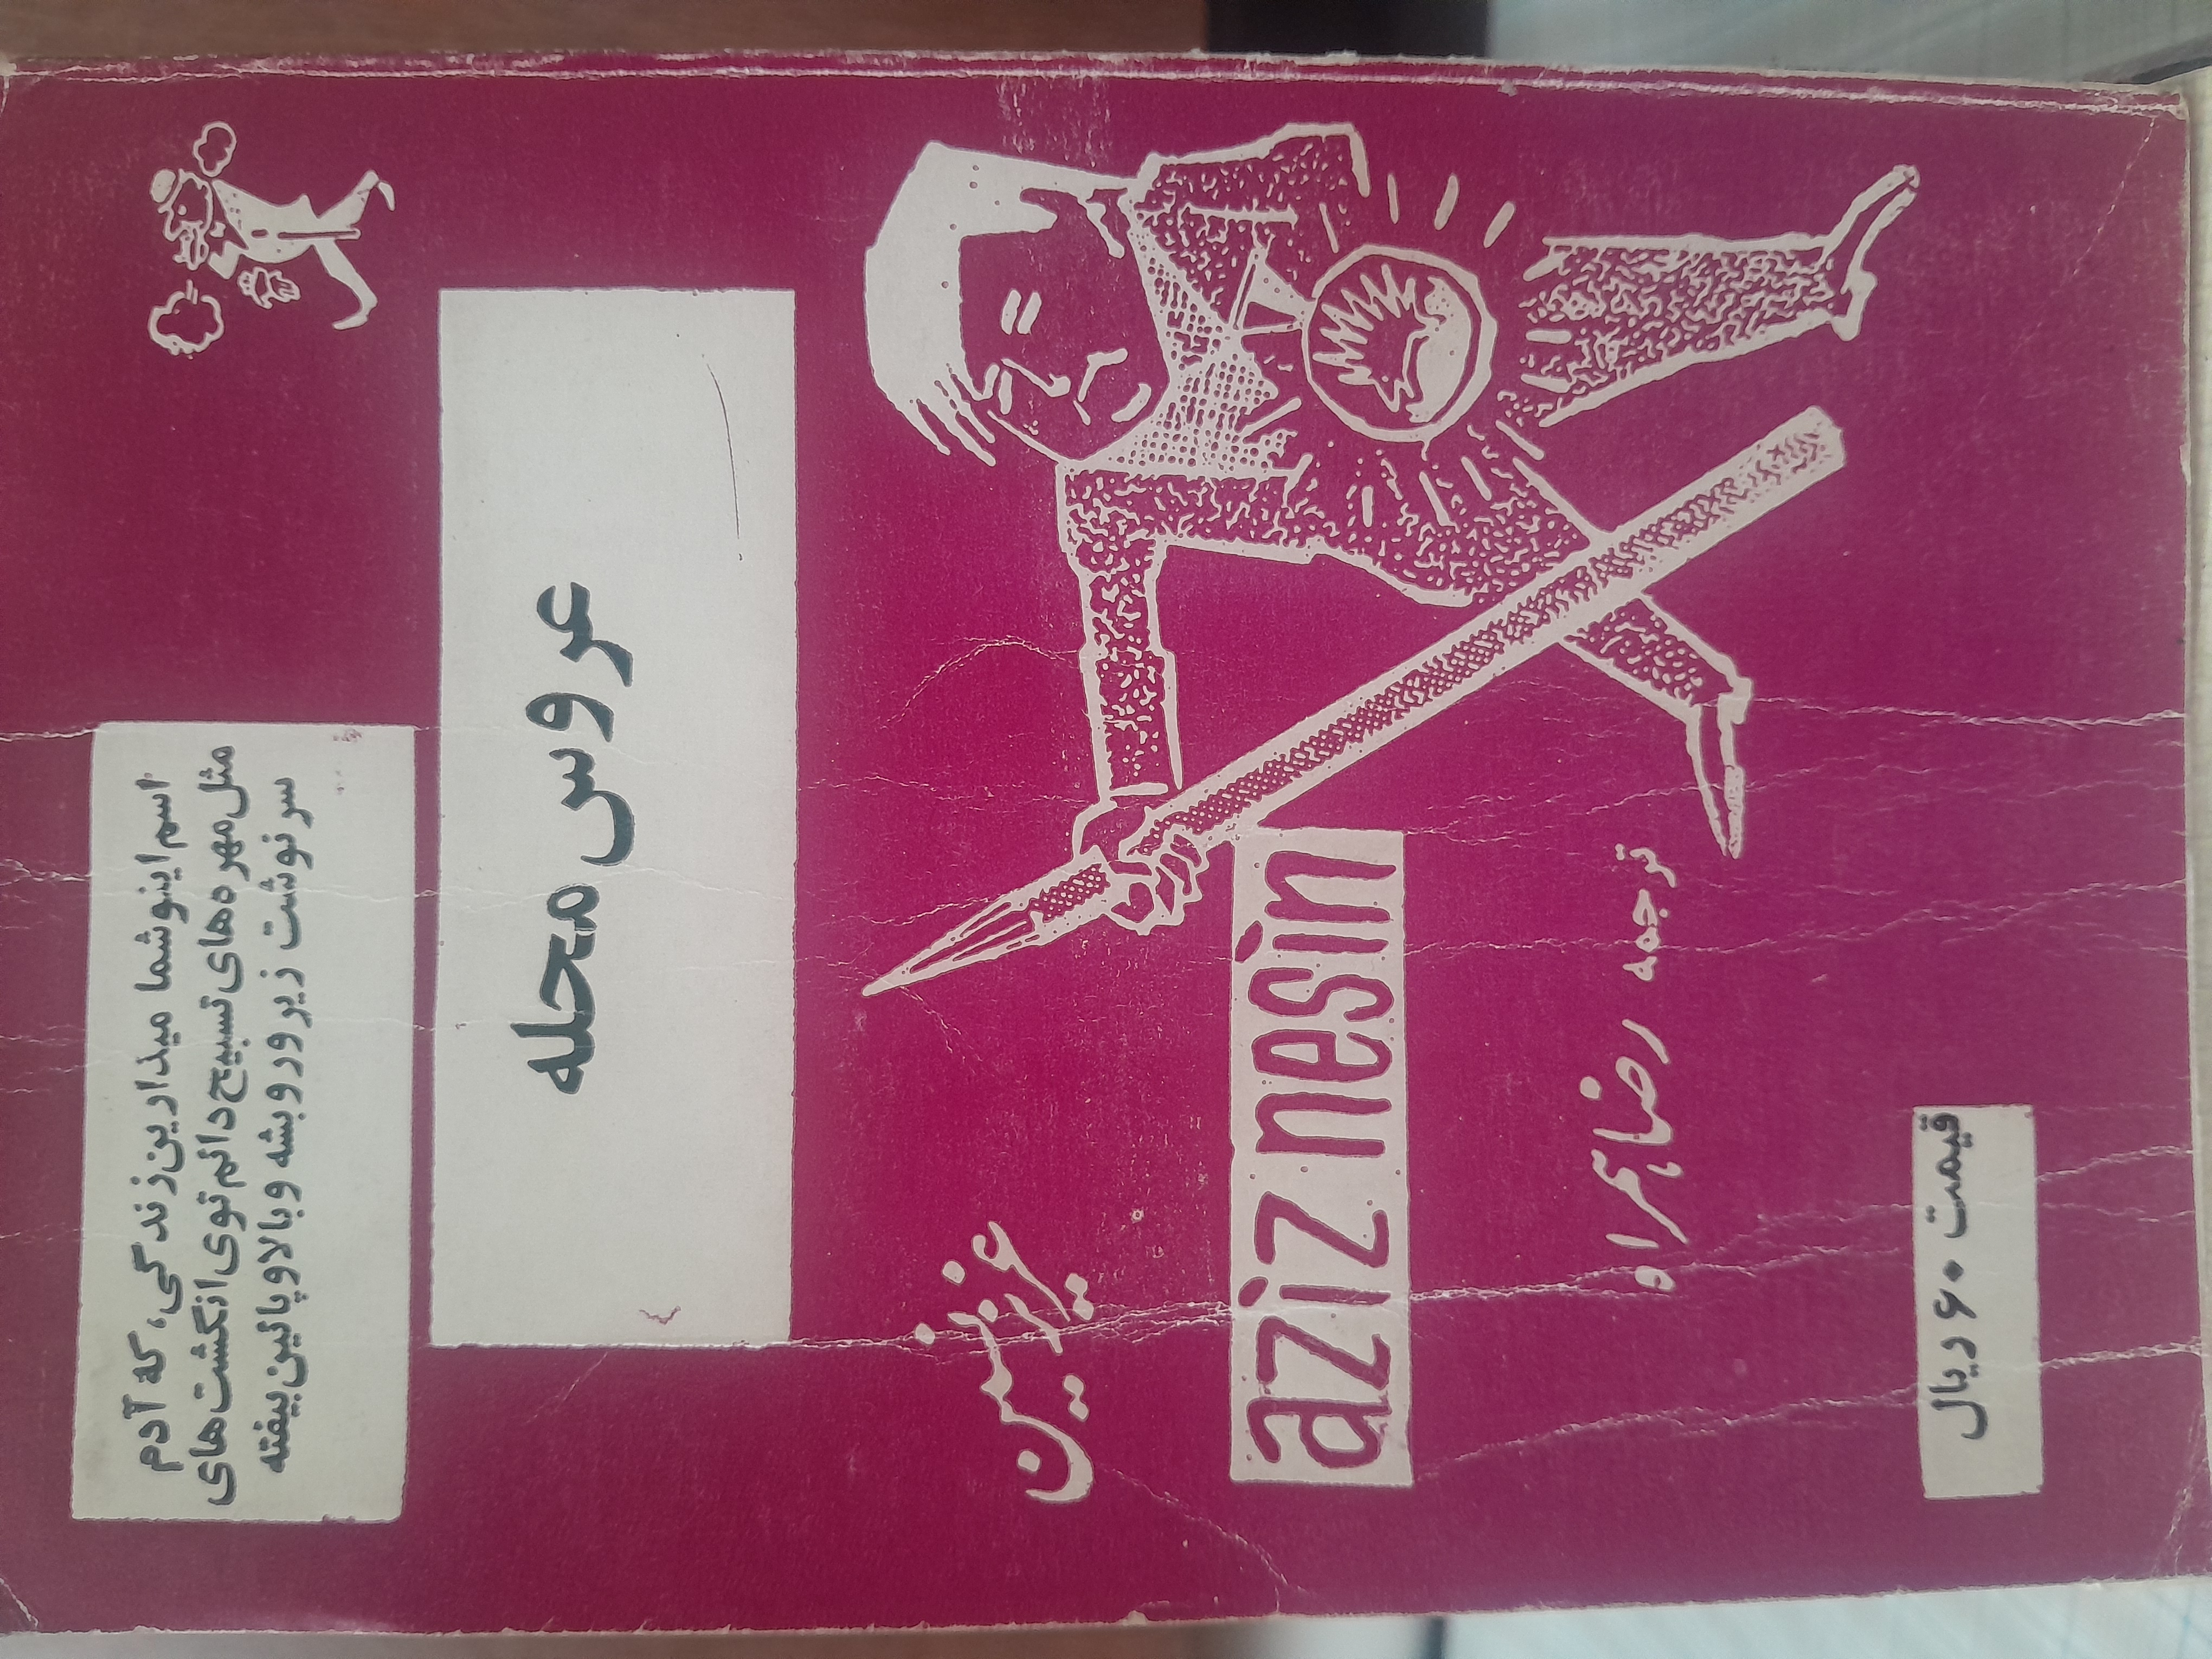 اسم اینو شما میذارین زندگی، که آدم
مثل مهره‌های تسبیح دائم توی انگشت‌های
سرنوشت زیر و رو بشه و بالا و پائین بیفته
عروس محله
عزیز نسین
aziz nesin
ترجمه رضا همراه
قیمت ۶۰ ریال